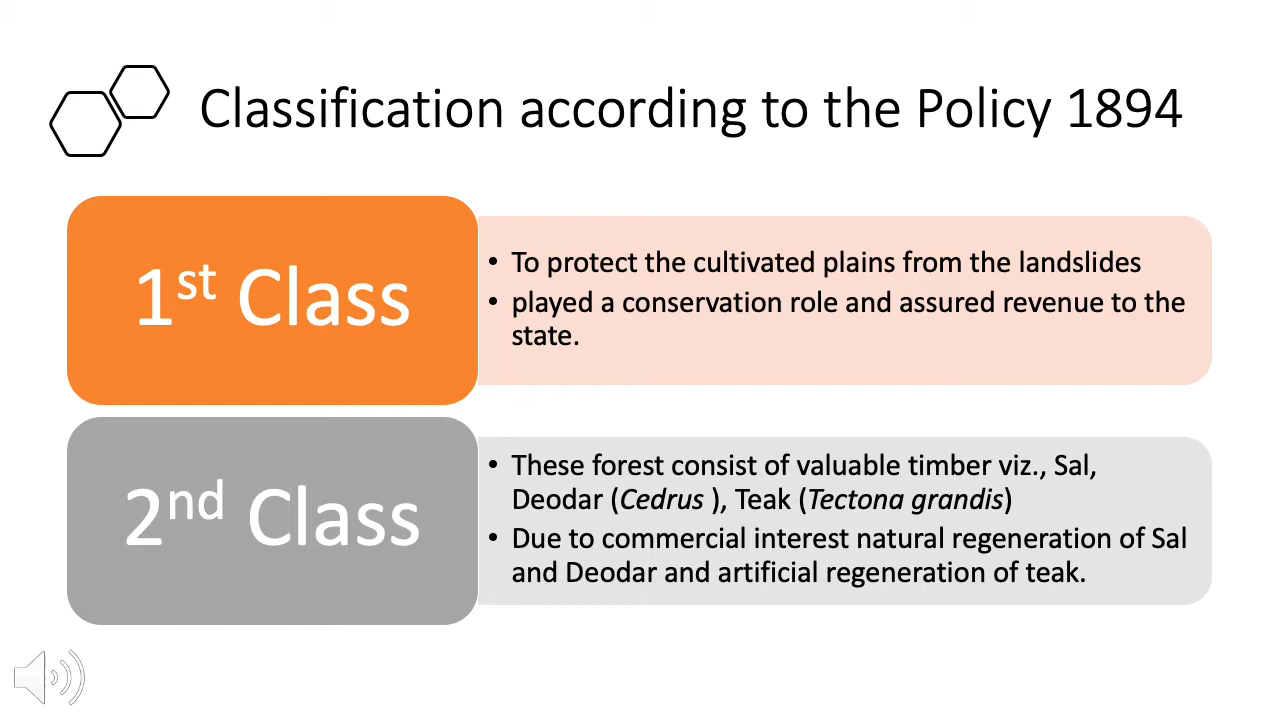 Classification according to the Policy 1894
1st Class
• To protect the cultivated plains from the landslides
• played a conservation role and assured revenue to the
state.
2nd Class
• These forest consist of valuable timber viz., Sal,
Deodar (Cedrus ), Teak (Tectona grandis)
• Due to commercial interest natural regeneration of Sal
and Deodar and artificial regeneration of teak.